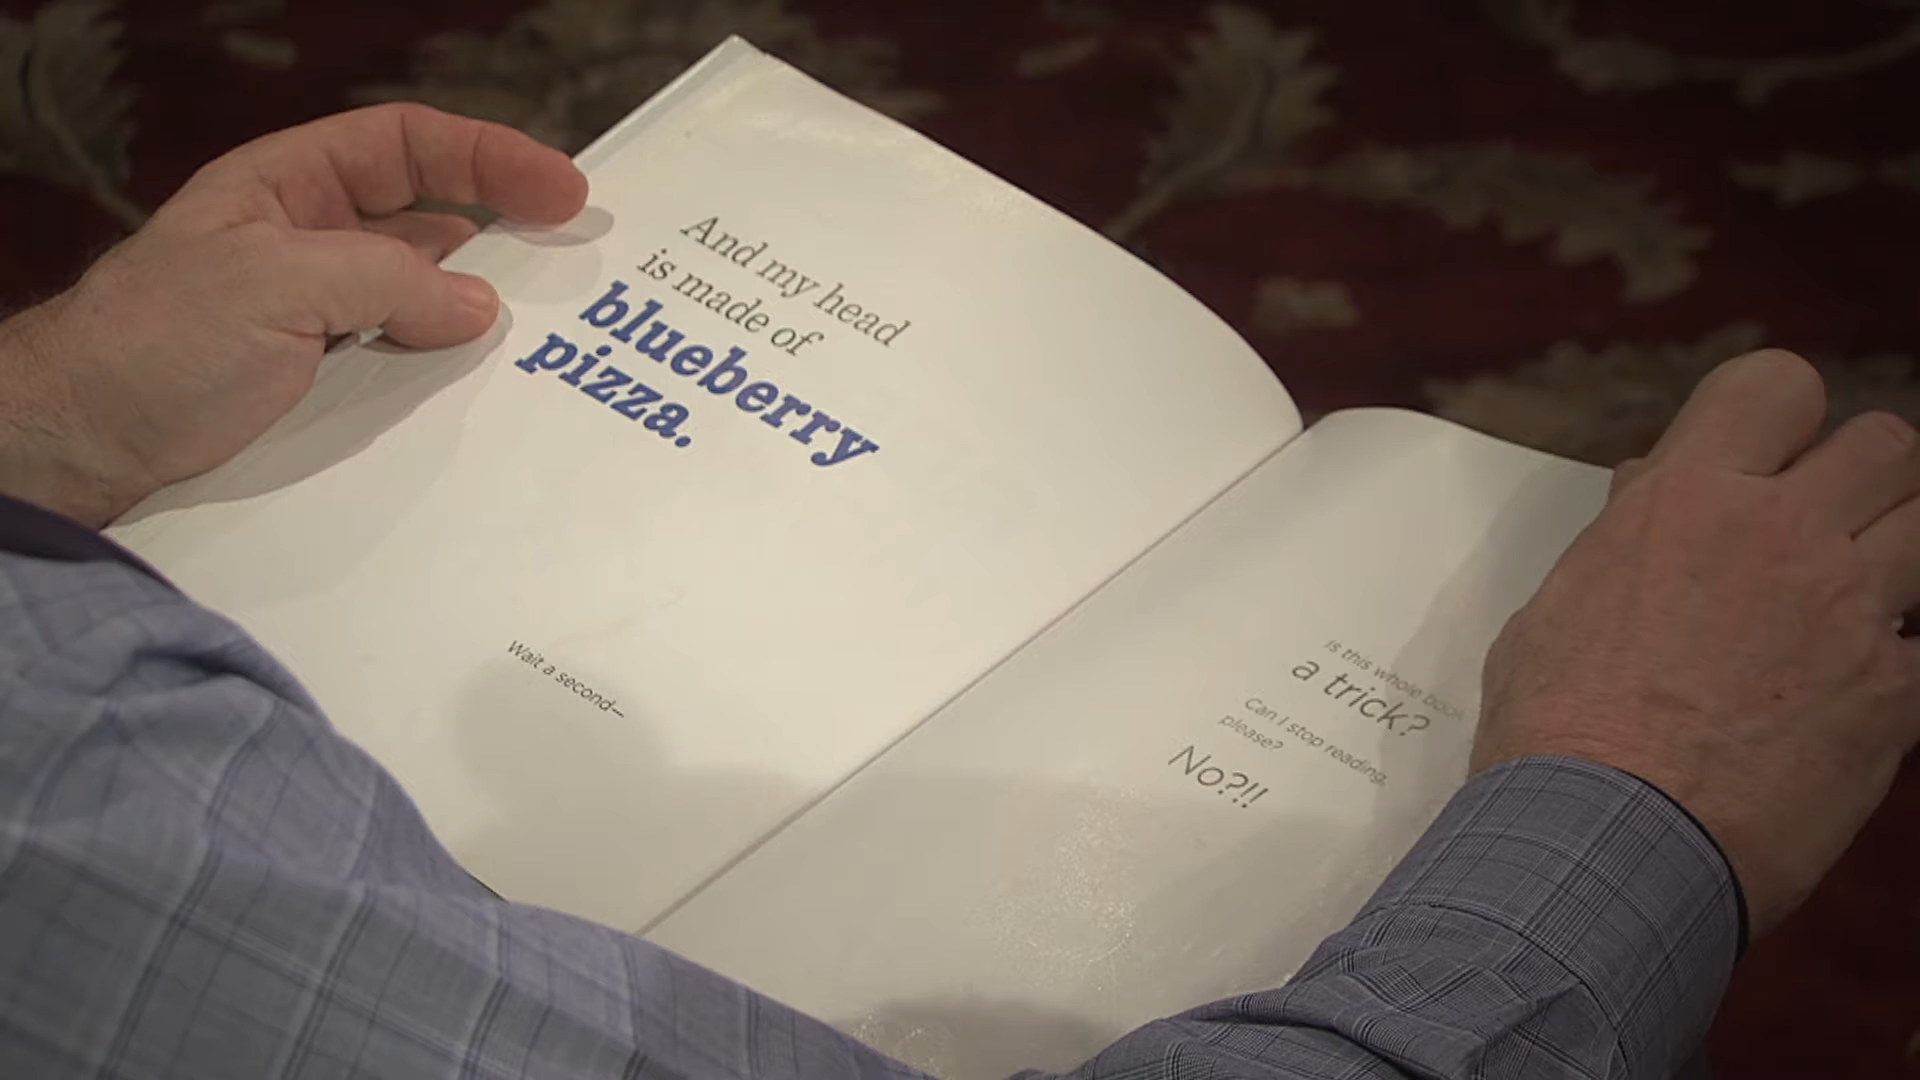 And my head
is made of
blueberry
pizza.
Wait a second—
Is this whole book
a trick?
Can I stop reading,
please?
No?!!